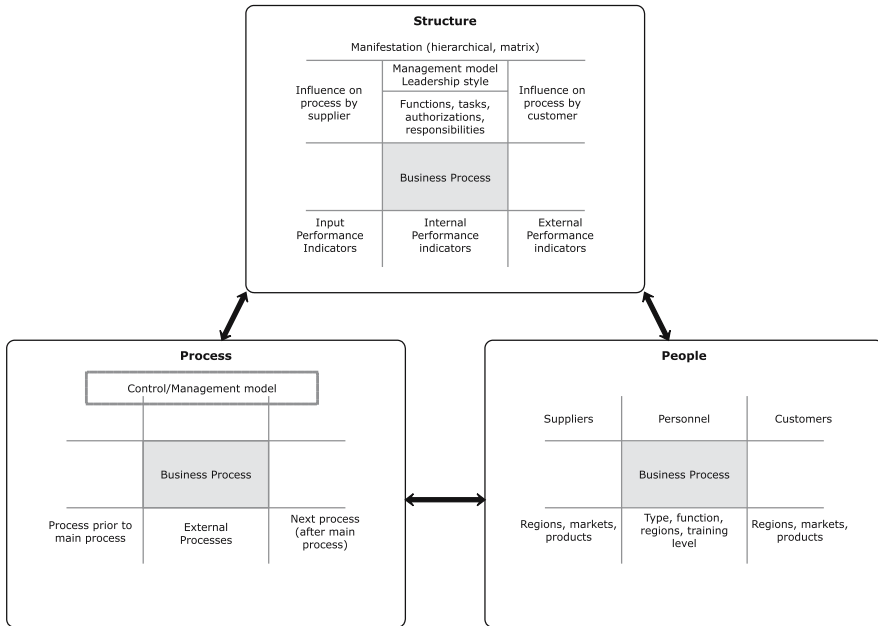 Structure
Manifestation (hierarchical, matrix)
Influence on
process by
supplier
Management model
Leadership style
Functions, tasks,
authorizations,
responsibilities
Influence on
process by
customer
Business Process
Input
Performance
Indicators
Internal
Performance
indicators
External
Performance
indicators
Process
Control/Management model
Business Process
Process prior to
main process
External
Processes
Next process
(after main
process)
People
Suppliers
Personnel
Customers
Business Process
Regions, markets,
products
Type, function,
regions, training
level
Regions, markets,
products